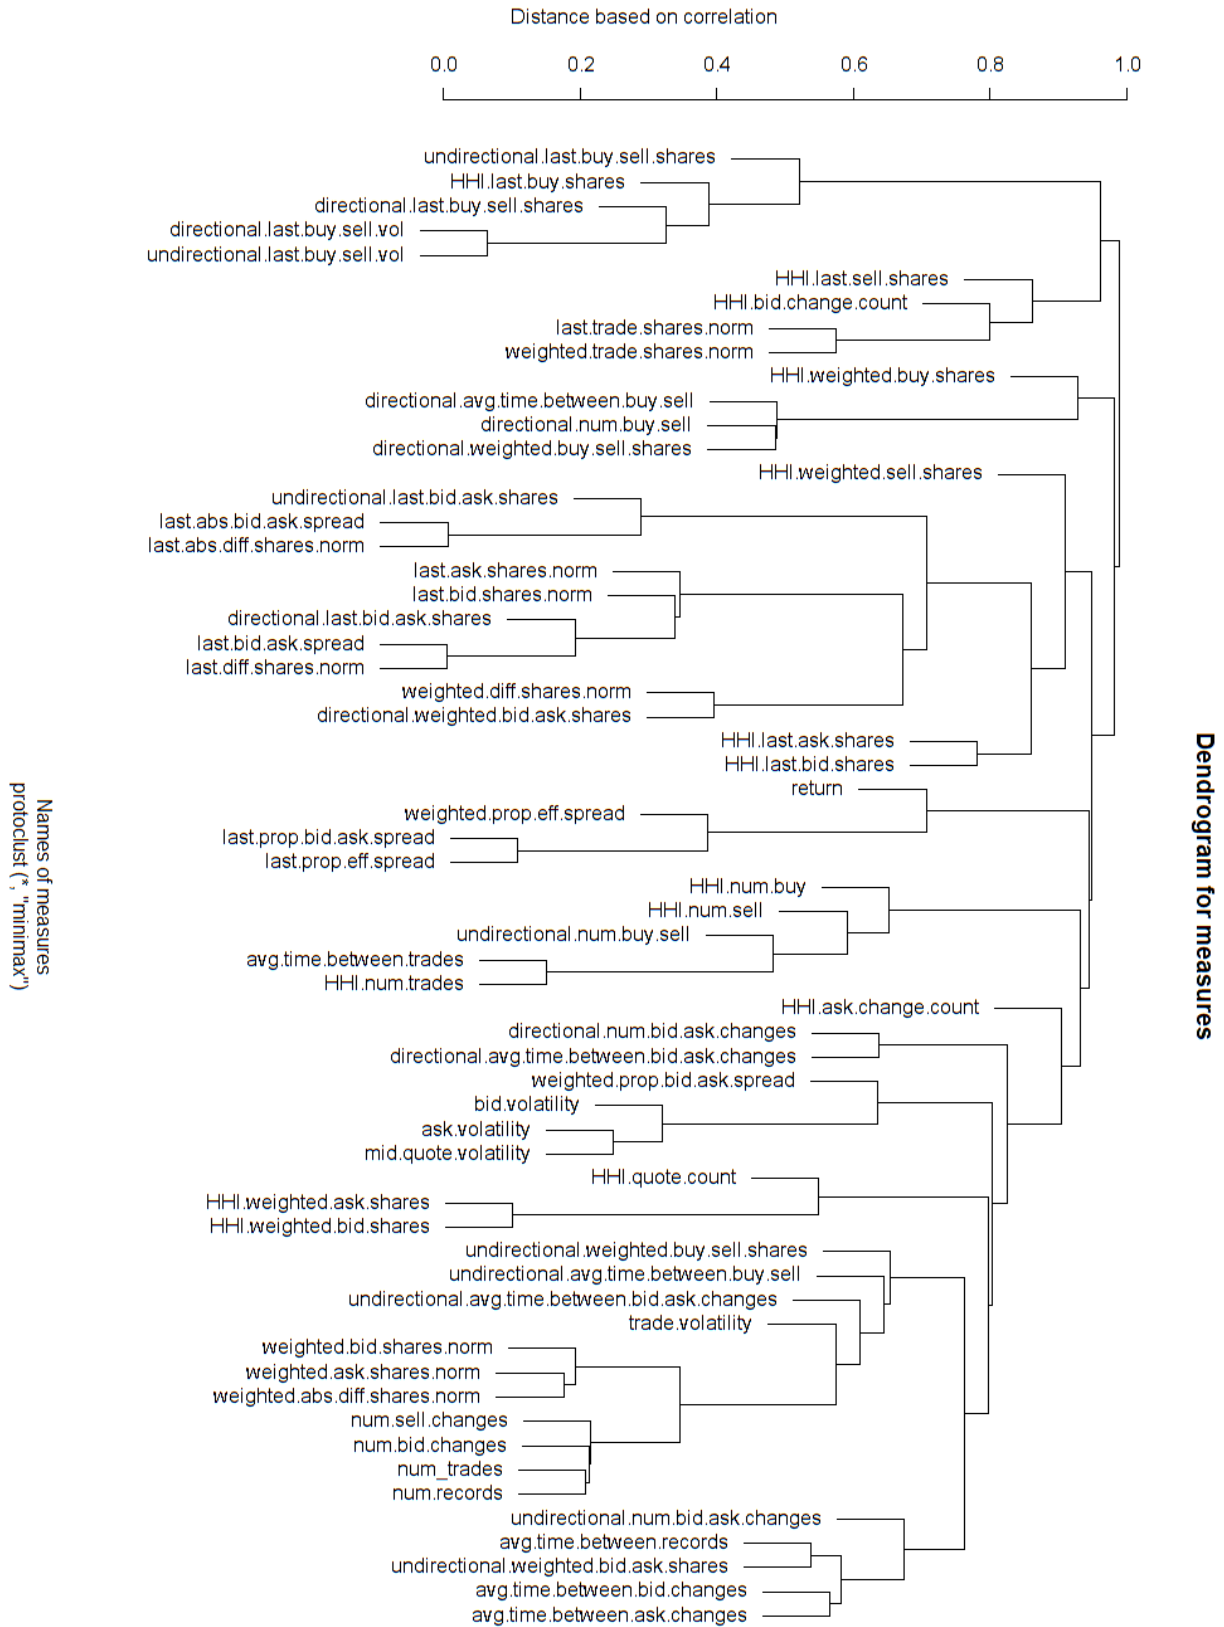 Distance based on correlation
0.0 0.2 0.4 0.6 0.8 1.0
undirectional.last.buy.sell.shares
HHI.last.buy.shares
directional.last.buy.sell.shares
directional.last.buy.sell.vol
undirectional.last.buy.sell.vol
HHI.last.sell.shares
HHI.bid.change.count
last.trade.shares.norm
weighted.trade.shares.norm
HHI.weighted.buy.shares
directional.avg.time.between.buy.sell
directional.num.buy.sell
directional.weighted.buy.sell.shares
HHI.weighted.sell.shares
undirectional.last.bid.ask.shares
last.abs.bid.ask.spread
last.abs.diff.shares.norm
last.ask.shares.norm
last.bid.shares.norm
directional.last.bid.ask.shares
last.bid.ask.spread
last.diff.shares.norm
weighted.diff.shares.norm
directional.weighted.bid.ask.shares
HHI.last.ask.shares
HHI.last.bid.shares
return
weighted.prop.eff.spread
last.prop.bid.ask.spread
last.prop.eff.spread
HHI.num.buy
HHI.num.sell
undirectional.num.buy.sell
avg.time.between.trades
HHI.num.trades
HHI.ask.change.count
directional.num.bid.ask.changes
directional.avg.time.between.bid.ask.changes
weighted.prop.bid.ask.spread
bid.volatility
ask.volatility
mid.quote.volatility
HHI.quote.count
HHI.weighted.ask.shares
HHI.weighted.bid.shares
undirectional.weighted.buy.sell.shares
undirectional.avg.time.between.buy.sell
undirectional.avg.time.between.bid.ask.changes
trade.volatility
weighted.bid.shares.norm
weighted.ask.shares.norm
weighted.abs.diff.shares.norm
num.sell.changes
num.bid.changes
num_trades
num.records
undirectional.num.bid.ask.changes
avg.time.between.records
undirectional.weighted.bid.ask.shares
avg.time.between.bid.changes
avg.time.between.ask.changes
Dendrogram for measures
Names of measures
protoclust (*, "minimax")